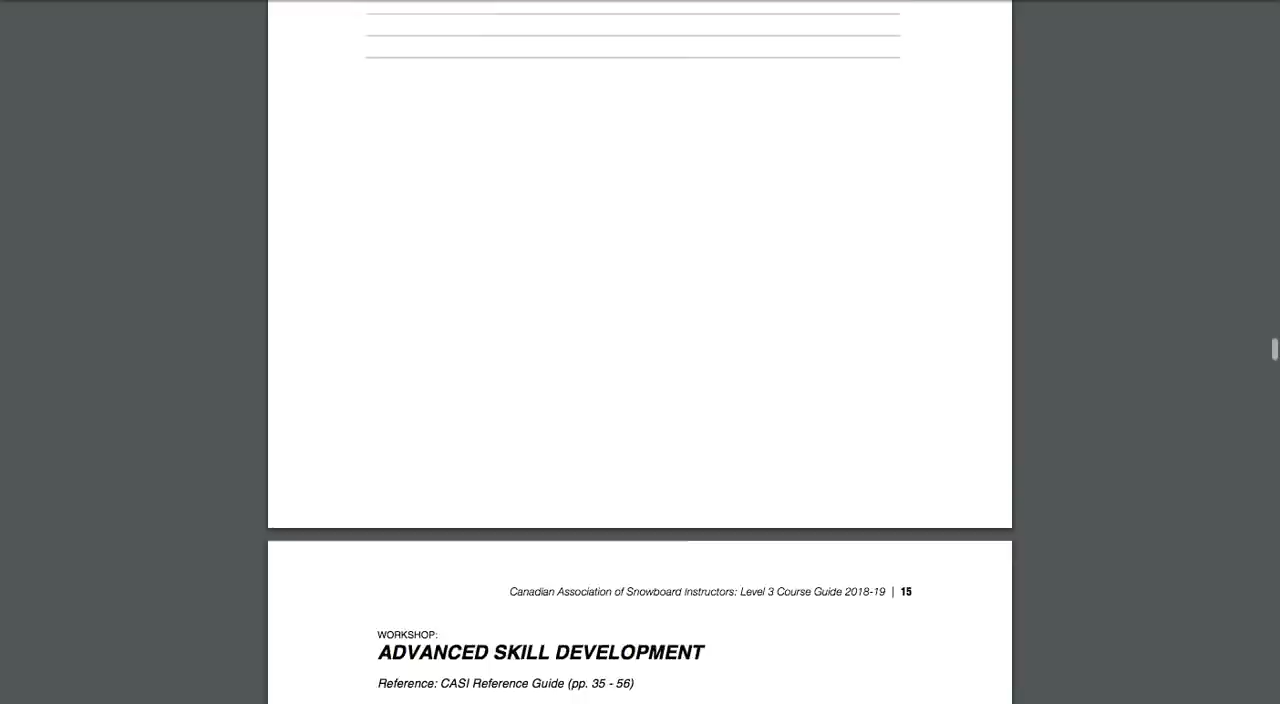 Canadian Association of Snowboard Instructors: Level 3 Course Guide 2018-19 | 15
WORKSHOP:
ADVANCED SKILL DEVELOPMENT
Reference: CASI Reference Guide (pp. 35 - 56)